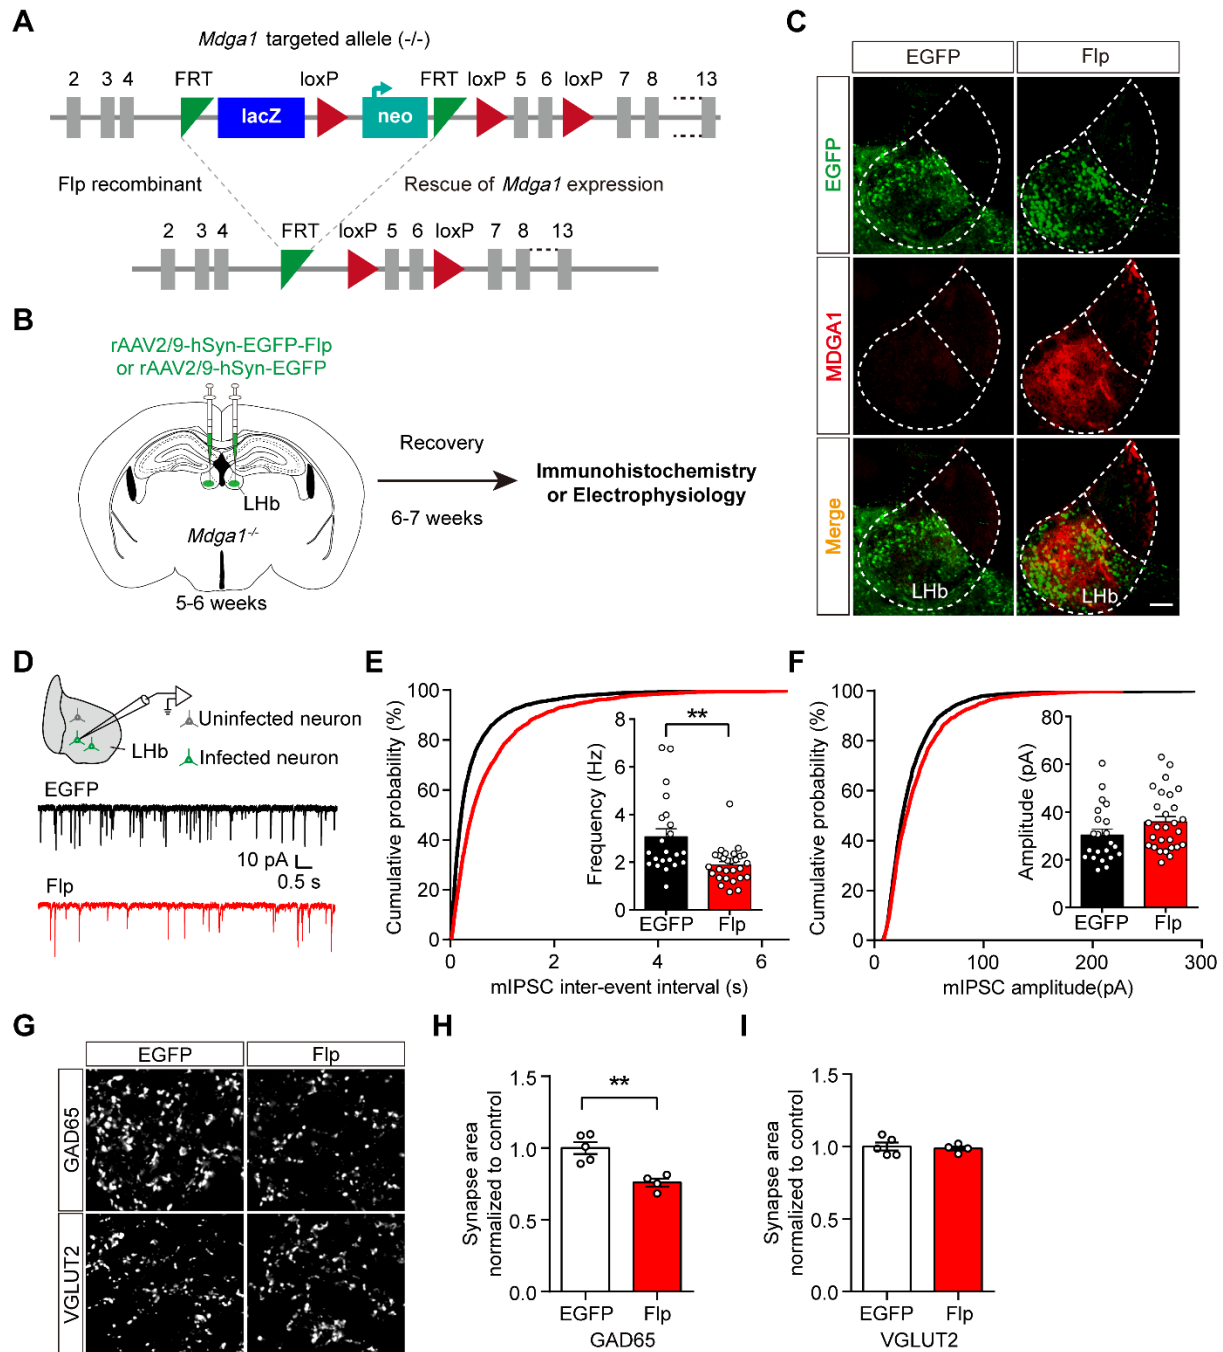 A
Mdga1 targeted allele (-/-)
2 3 4 FRT loxP FRT loxP 5 6 loxP 7 8 13
lacZ neo
Flp recombinant Rescue of Mdga1 expression
2 3 4 FRT loxP 5 6 loxP 7 8 13
B
rAAV2/9-hSyn-EGFP-Flp
or rAAV2/9-hSyn-EGFP
LHb
Mdga1-/-
5-6 weeks
Recovery
6-7 weeks
Immunohistochemistry
or Electrophysiology
C
EGFP Flp
EGFP
MDGA1
Merge
LHb LHb
D
Uninfected neuron
LHb
Infected neuron
EGFP
10 pA
0.5 s
Flp
E
Cumulative probability (%)
100
80
60
40
20
0
0 2 4 6
mIPSC inter-event interval (s)
Frequency (Hz)
8
6
4
2
0
**
EGFP Flp
F
Cumulative probability (%)
100
80
60
40
20
0
0 100 200 300
mIPSC amplitude(pA)
Amplitude (pA)
80
60
40
20
0
EGFP Flp
G
EGFP Flp
GAD65
VGLUT2
H
Synapse area
normalized to control
1.5
1.0
0.5
0.0
**
EGFP Flp
GAD65
I
Synapse area
normalized to control
1.5
1.0
0.5
0.0
EGFP Flp
VGLUT2